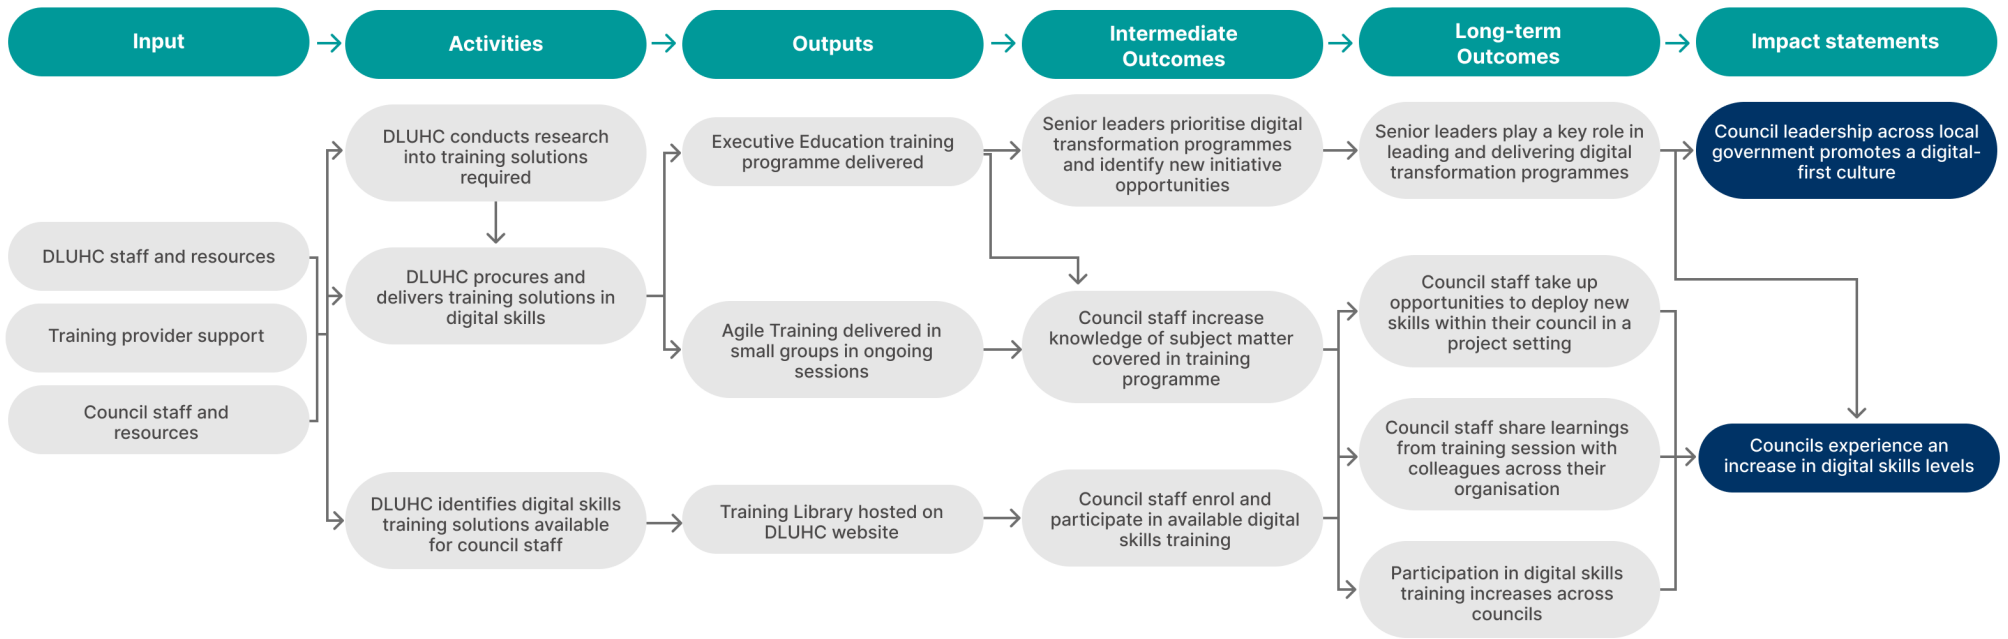 Input
Activities
Outputs
Intermediate
Outcomes
Long-term
Outcomes
Impact statements
DLUHC staff and resources
Training provider support
Council staff and
resources
DLUHC conducts research
into training solutions
required
DLUHC procures and
delivers training solutions in
digital skills
DLUHC identifies digital skills
training solutions available
for council staff
Executive Education training
programme delivered
Agile Training delivered in
small groups in ongoing
sessions
Training Library hosted on
DLUHC website
Senior leaders prioritise digital
transformation programmes
and identify new initiative
opportunities
Council staff increase
knowledge of subject matter
covered in training
programme
Council staff enrol and
participate in available digital
skills training
Senior leaders play a key role in
leading and delivering digital
transformation programmes
Council staff take up
opportunities to deploy new
skills within their council in a
project setting
Council staff share learnings
from training session with
colleagues across their
organisation
Participation in digital skills
training increases across
councils
Council leadership across local
government promotes a digital-
first culture
Councils experience an
increase in digital skills levels